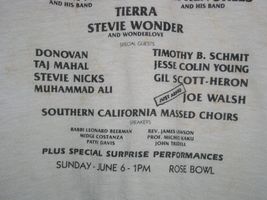 AND HIS BAND
AND HIS BAND
TIERRA
STEVIE WONDER
AND WONDERLOVE
SPECIAL GUESTS
DONOVAN
TAJ MAHAL
STEVIE NICKS
MUHAMMAD ALI
TIMOTHY B. SCHMIT
JESSE COLIN YOUNG
GIL SCOTT-HERON
JUST ADDED
JOE WALSH
SOUTHERN CALIFORNIA MASSED CHOIRS
SPEAKERS
RABBI LEONARD BEERMAN
MIDGE COSTANZA
PATTI DAVIS
REV. JAMES LAWSON
PROF. MICHIO KAKU
JOHN TRUDELL
PLUS SPECIAL SURPRISE PERFORMANCES
SUNDAY-JUNE 6-1PM ROSE BOWL